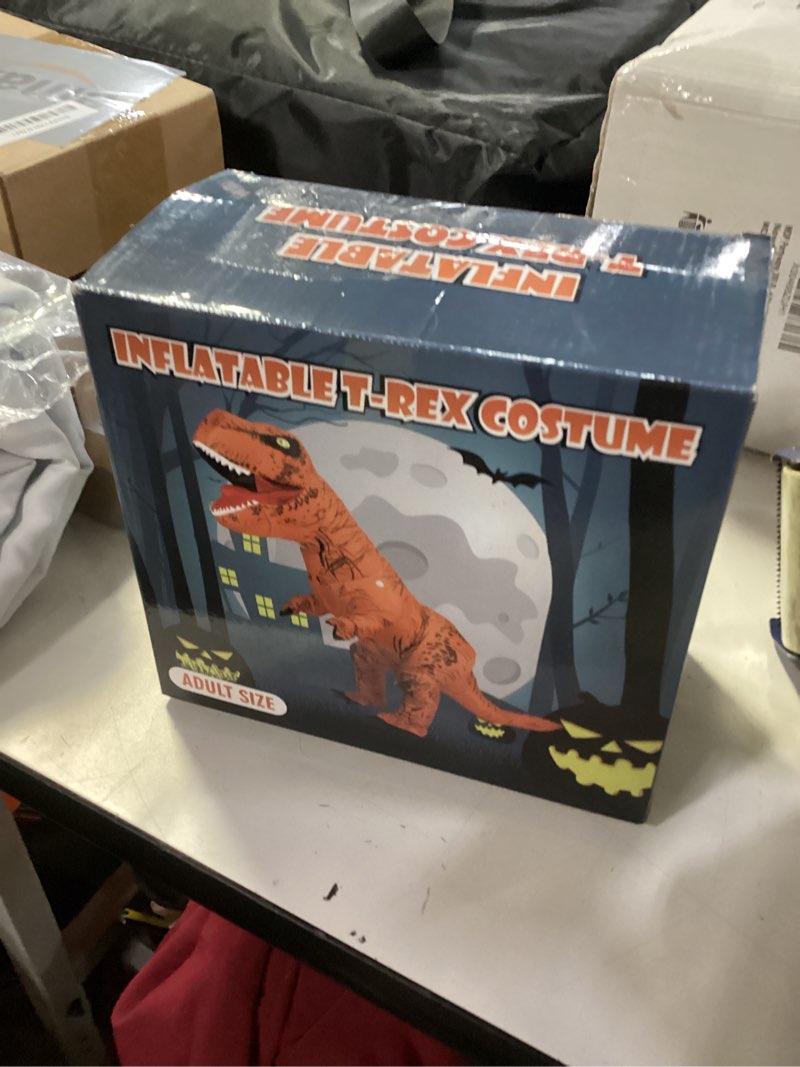 INFLATABLE
T-REX COSTUME
INFLATABLE T-REX COSTUME
ADULT SIZE